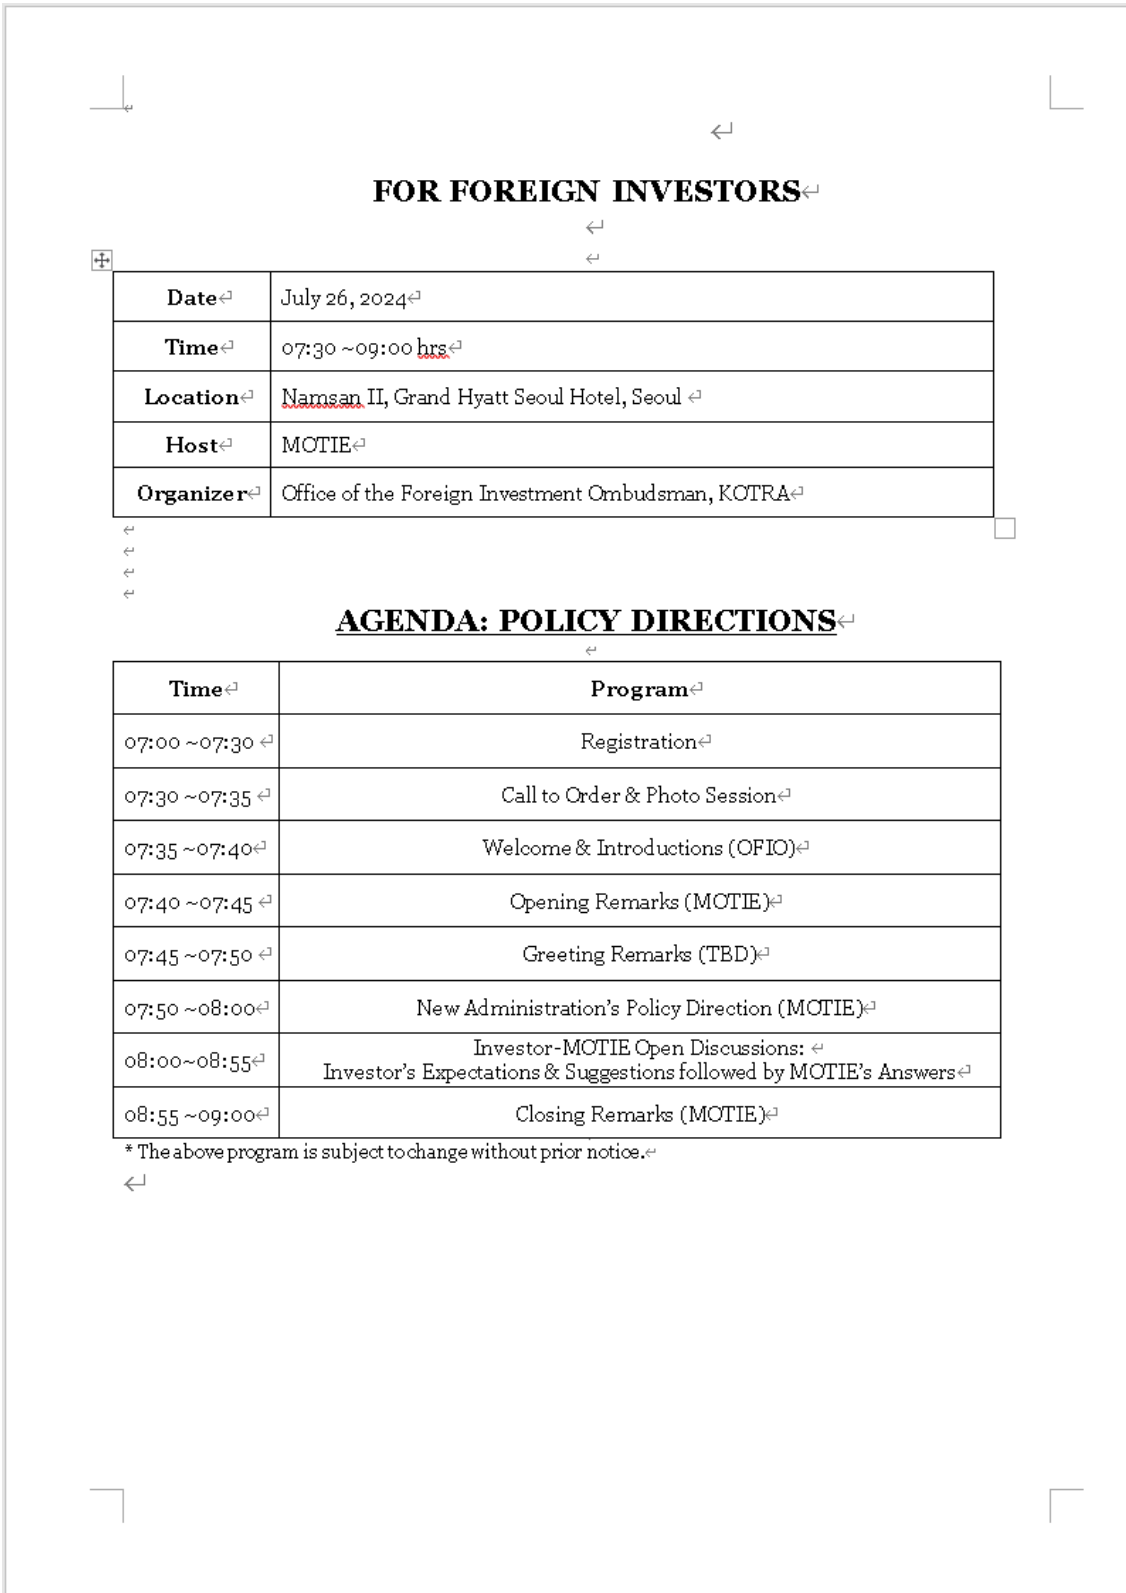 FOR FOREIGN INVESTORS
Date July 26, 2024
Time 07:30 ~09:00 hrs
Location Namsan II, Grand Hyatt Seoul Hotel, Seoul
Host MOTIE
Organizer Office of the Foreign Investment Ombudsman, KOTRA
AGENDA: POLICY DIRECTIONS
Time Program
07:00 ~07:30 Registration
07:30 ~07:35 Call to Order & Photo Session
07:35 ~07:40 Welcome & Introductions (OFIO)
07:40 ~07:45 Opening Remarks (MOTIE)
07:45 ~07:50 Greeting Remarks (TBD)
07:50 ~08:00 New Administration's Policy Direction (MOTIE)
08:00~08:55 Investor-MOTIE Open Discussions:
Investor's Expectations & Suggestions followed by MOTIE's Answers
08:55 ~09:00 Closing Remarks (MOTIE)
* The above program is subject to change without prior notice.